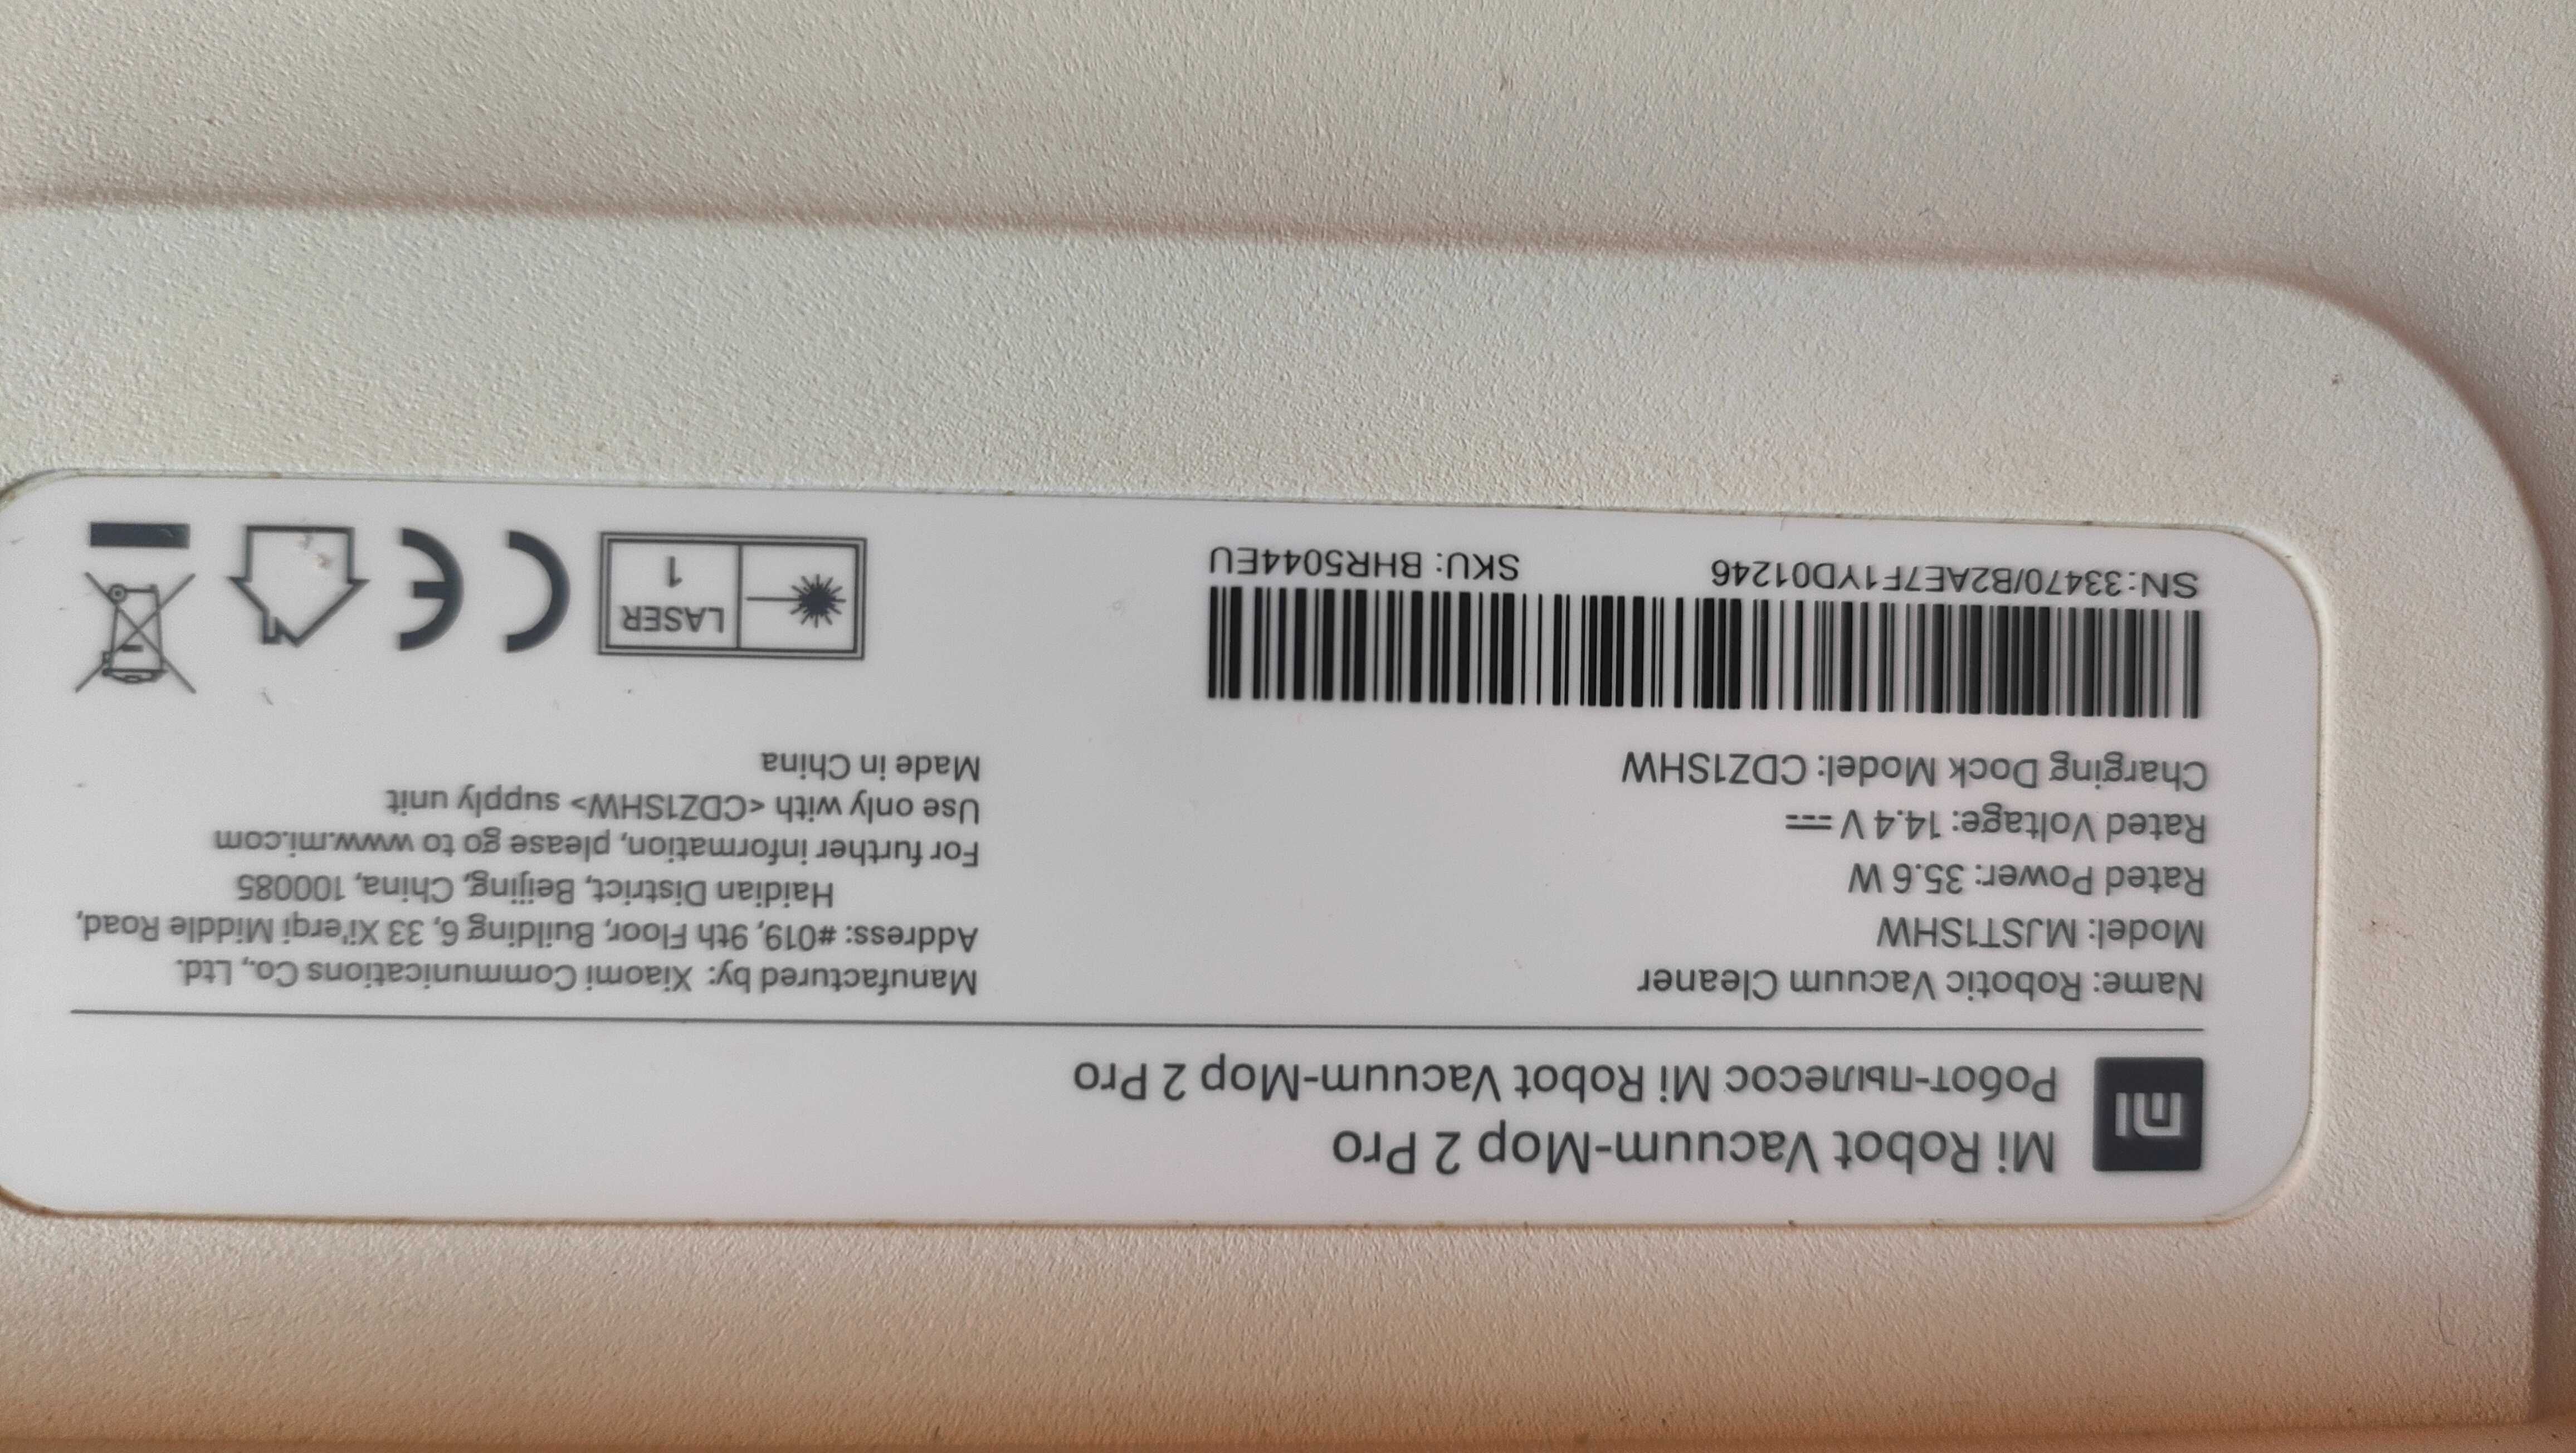 mi
Mi Robot Vacuum-Mop 2 Pro
Робот-пылесос Mi Robot Vacuum-Mop 2 Pro
Name: Robotic Vacuum Cleaner
Model: MJST1SHW
Rated Power: 35.6 W
Rated Voltage: 14.4 V ⎓
Charging Dock Model: CDZ1SHW
SN:33470/B2AE7F1YD01246
SKU: BHR5044EU
Manufactured by: Xiaomi Communications Co., Ltd.
Address: #019, 9th Floor, Building 6, 33 Xi'erqi Middle Road,
Haidian District, Beijing, China, 100085
For further information, please go to www.mi.com
Use only with <CDZ1SHW> supply unit
Made in China
LASER
1
CE